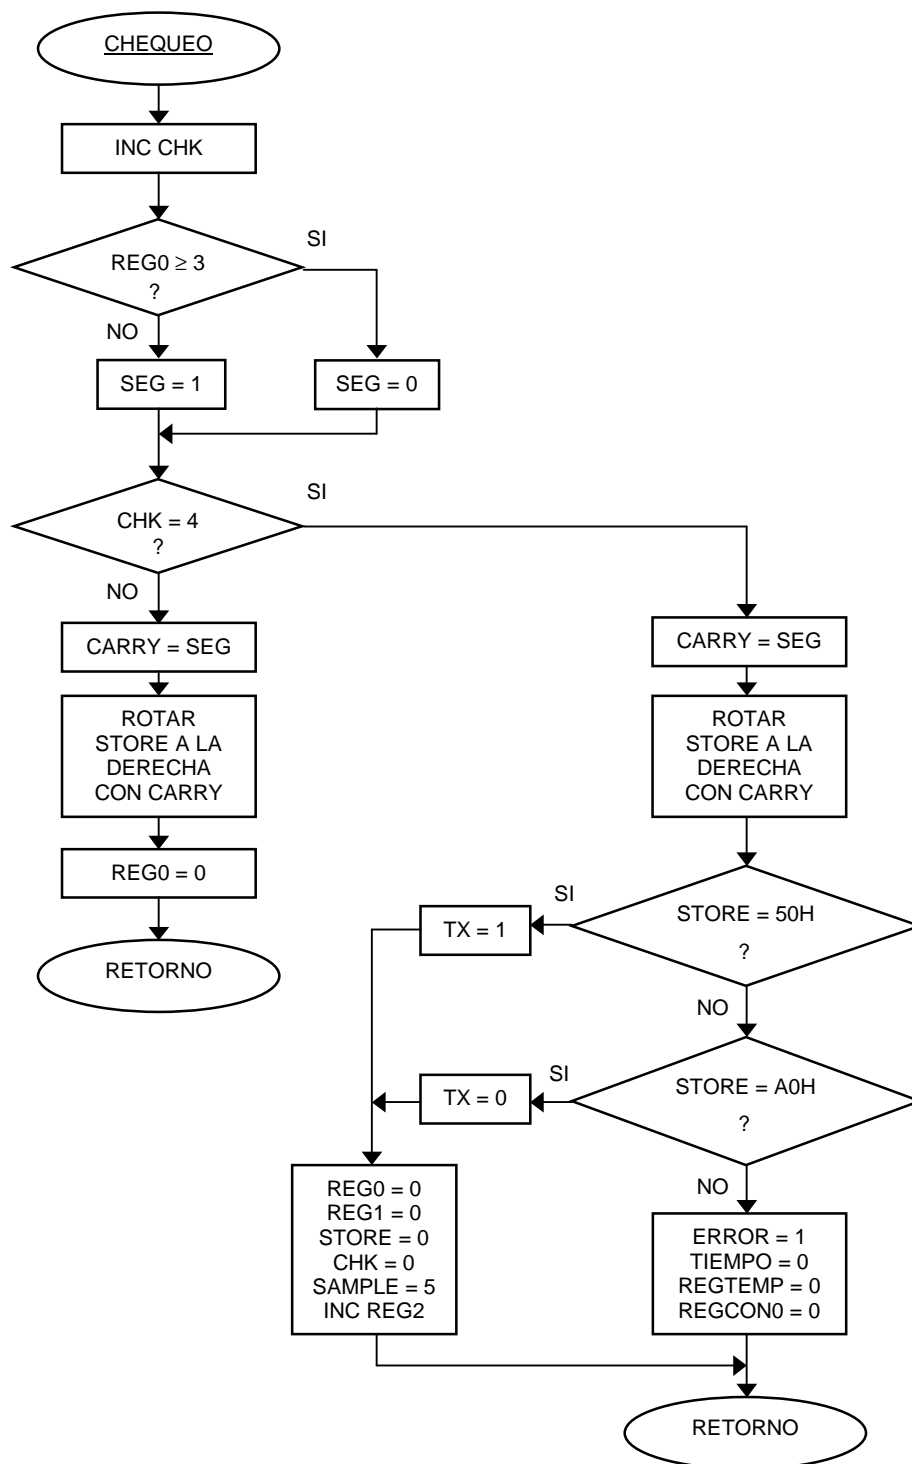 CHEQUEO
INC CHK
SI
REG0 ≥ 3
?
NO
SEG = 1
SEG = 0
SI
CHK = 4
?
NO
CARRY = SEG
ROTAR
STORE A LA
DERECHA
CON CARRY
REG0 = 0
RETORNO
CARRY = SEG
ROTAR
STORE A LA
DERECHA
CON CARRY
SI
STORE = 50H
?
TX = 1
NO
SI
STORE = A0H
?
TX = 0
NO
REG0 = 0
REG1 = 0
STORE = 0
CHK = 0
SAMPLE = 5
INC REG2
ERROR = 1
TIEMPO = 0
REGTEMP = 0
REGCON0 = 0
RETORNO